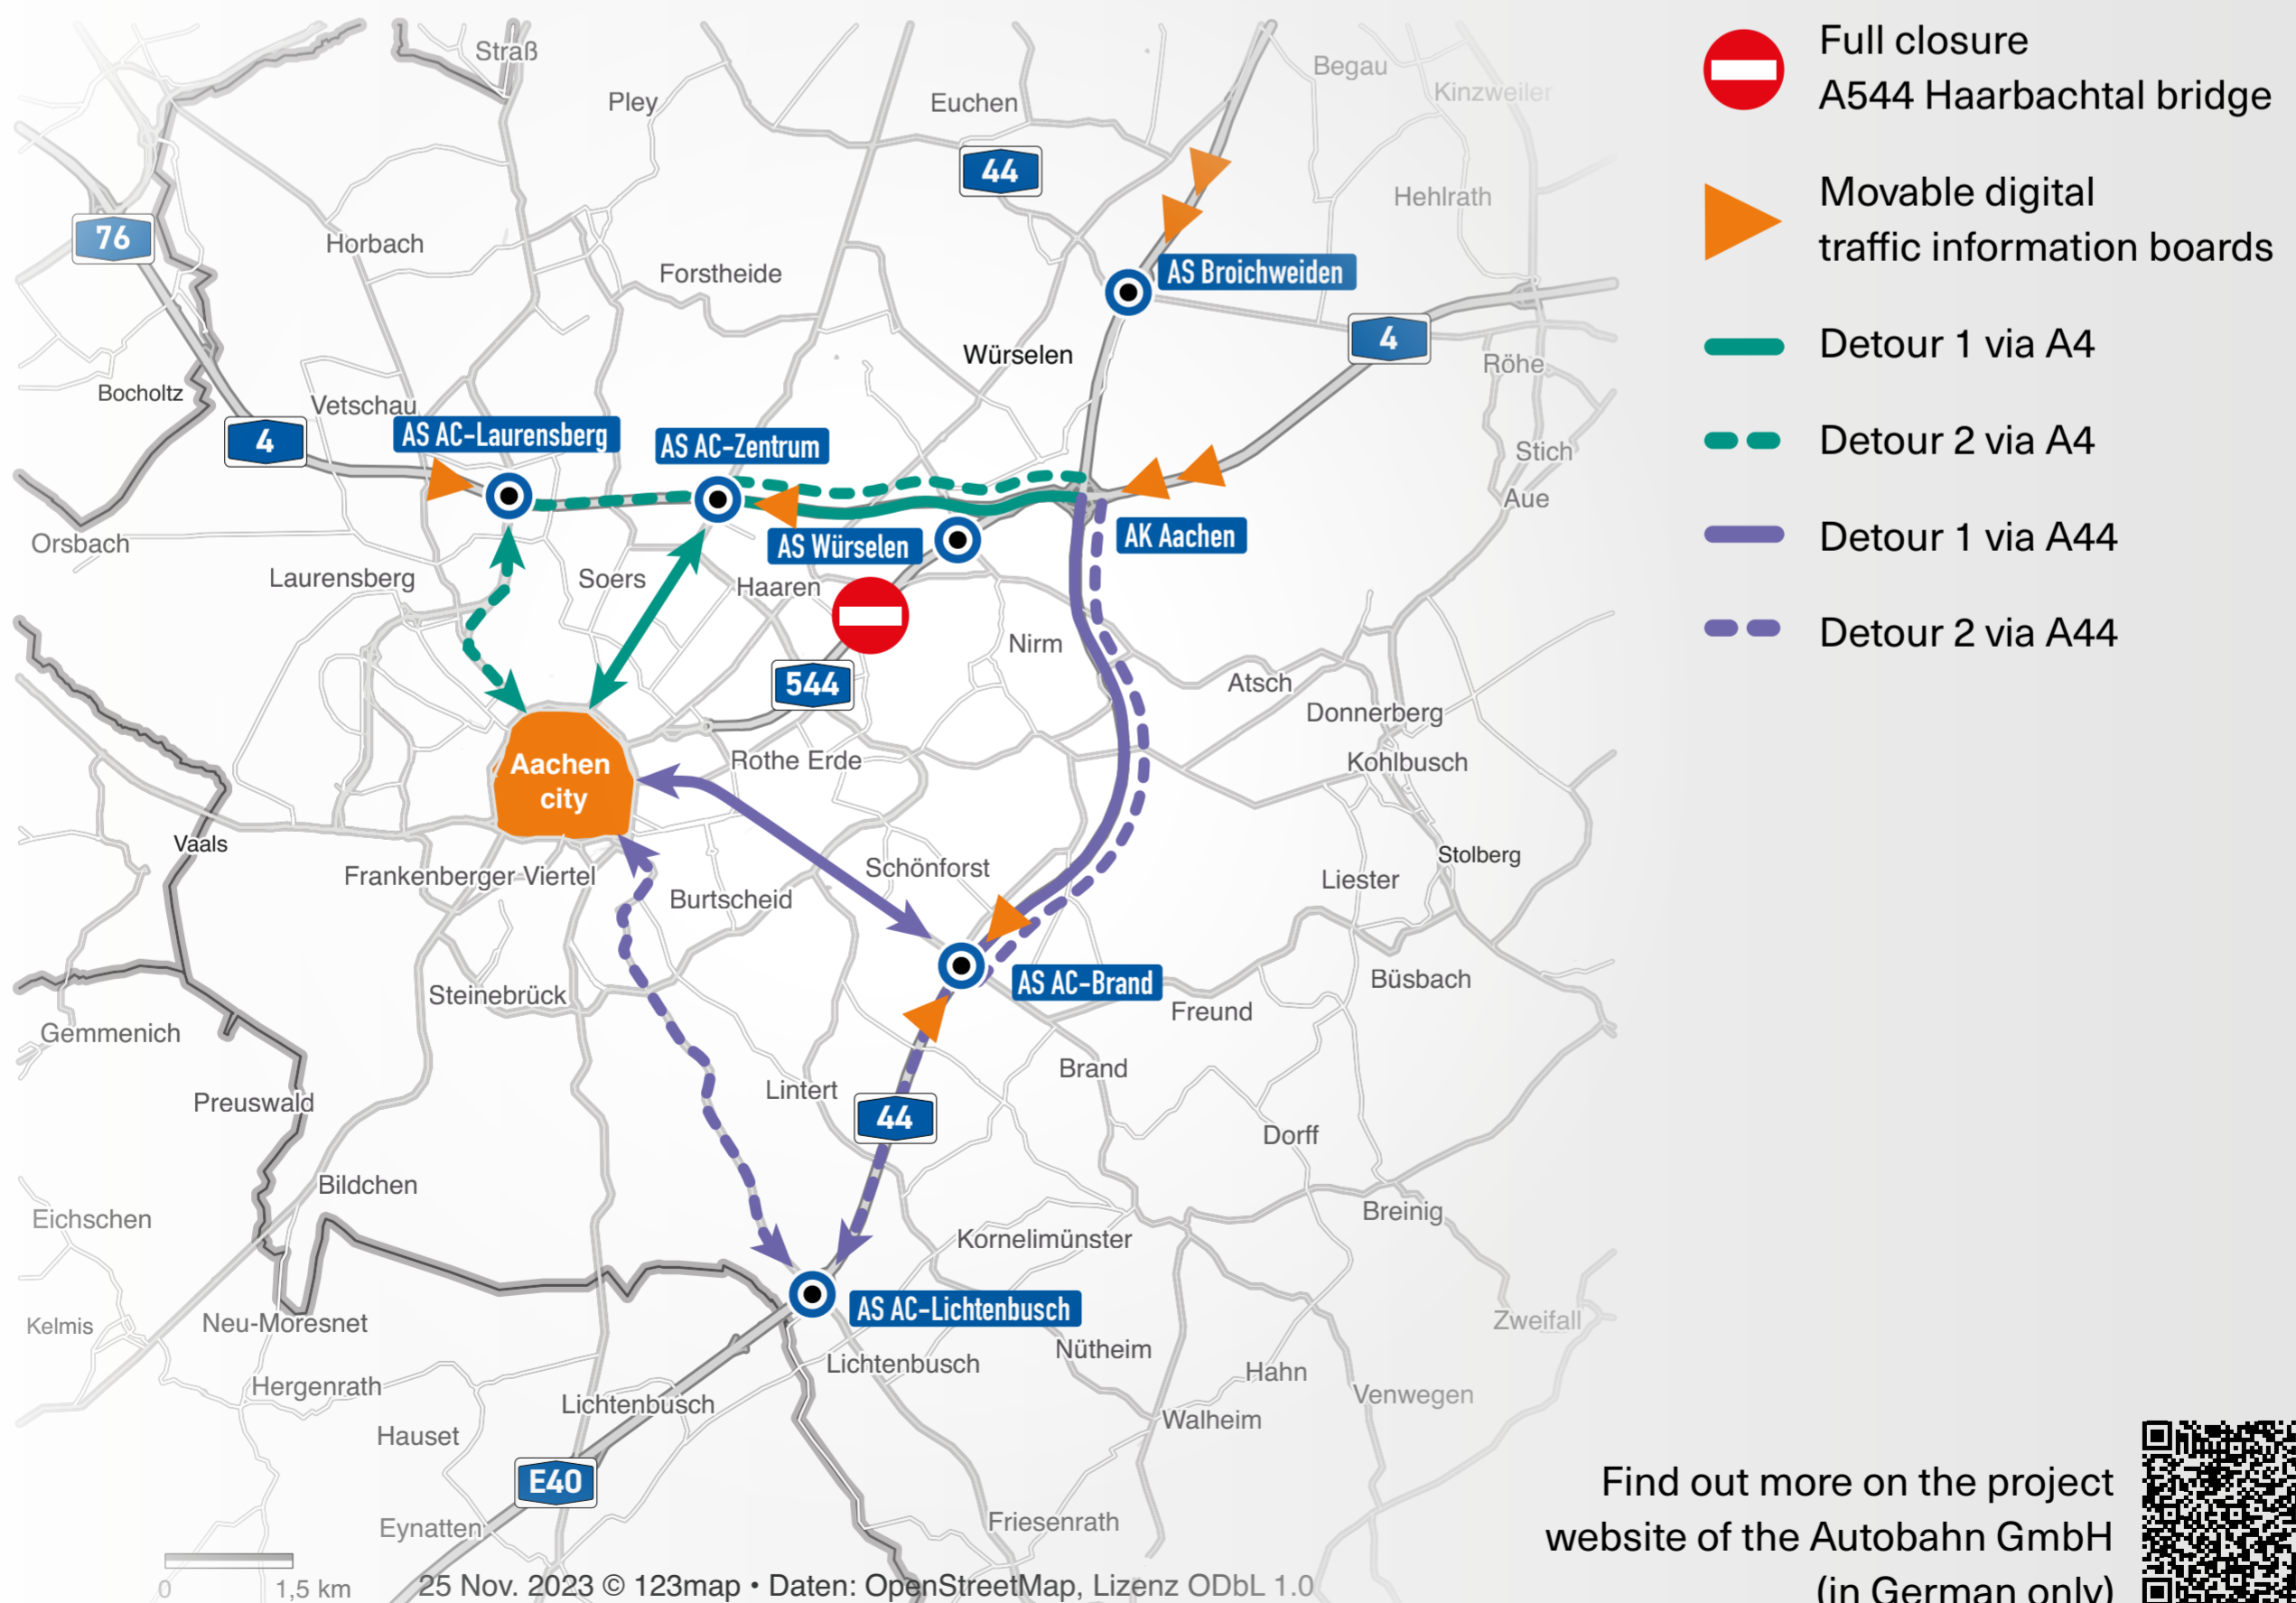 Straß
Pley
Euchen
Begau
Kinzweiler
44
Hehlrath
76
Horbach
Forstheide
AS Broichweiden
4
Würselen
Röhe
Bocholtz
Vetschau
4
AS AC-Laurensberg
AS AC-Zentrum
Stich
Aue
Orsbach
AS Würselen
AK Aachen
Laurensberg
Soers
Haaren
Nirm
544
Atsch
Donnerberg
Rothe Erde
Kohlbusch
Aachen
city
Vaals
Stolberg
Frankenberger Viertel
Schönforst
Liester
Burtscheid
Steinebrück
AS AC-Brand
Büsbach
Freund
Gemmenich
Brand
Preuswald
Lintert
44
Dorff
Bildchen
Eichschen
Breinig
Kornelimünster
Kelmis
Neu-Moresnet
AS AC-Lichtenbusch
Zweifall
Nütheim
Lichtenbusch
Hahn
Hergenrath
Lichtenbusch
Venwegen
Walheim
Hauset
E40
Eynatten
Friesenrath
0 1,5 km
25 Nov. 2023 © 123map • Daten: OpenStreetMap, Lizenz ODbL 1.0
Full closure
A544 Haarbachtal bridge
Movable digital
traffic information boards
Detour 1 via A4
Detour 2 via A4
Detour 1 via A44
Detour 2 via A44
Find out more on the project
website of the Autobahn GmbH
(in German only)